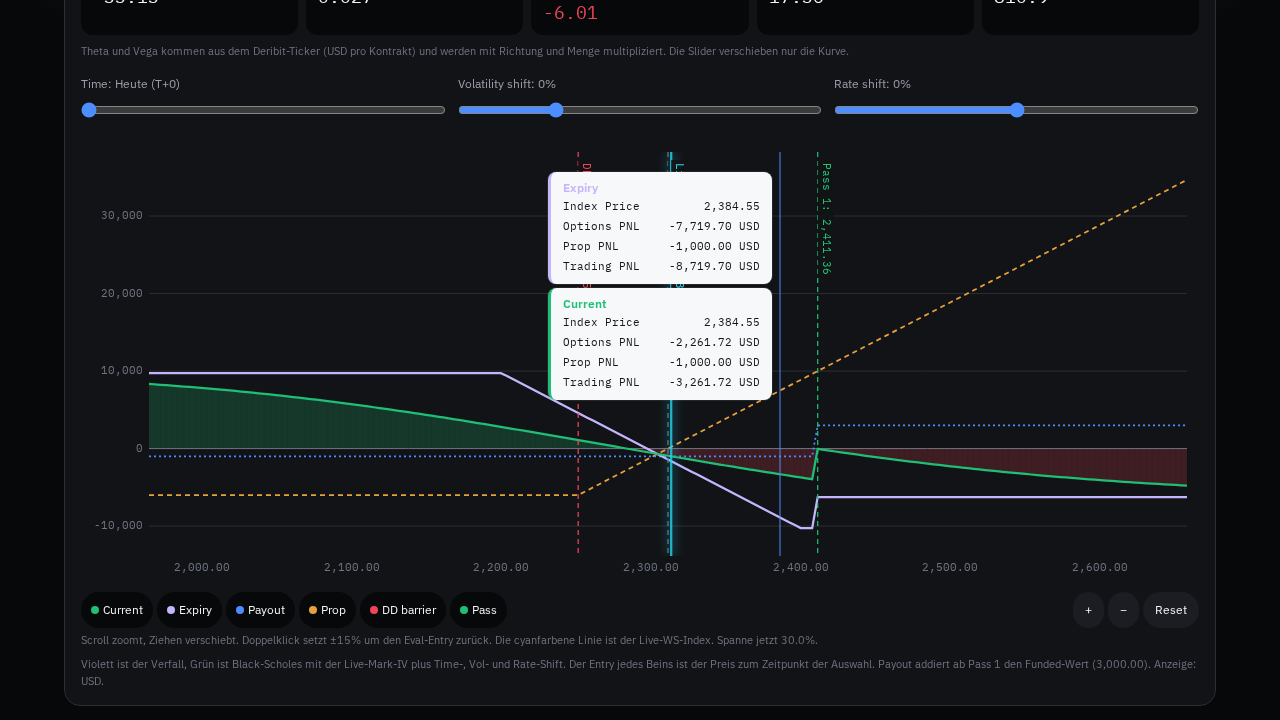 -6.01
Theta und Vega kommen aus dem Deribit-Ticker (USD pro Kontrakt) und werden mit Richtung und Menge multipliziert. Die Slider verschieben nur die Kurve.
Time: Heute (T+0)
Volatility shift: 0%
Rate shift: 0%
Pass 1: 2,411.36
Expiry
Index Price 2,384.55
Options PNL -7,719.70 USD
Prop PNL -1,000.00 USD
Trading PNL -8,719.70 USD
Current
Index Price 2,384.55
Options PNL -2,261.72 USD
Prop PNL -1,000.00 USD
Trading PNL -3,261.72 USD
30,000
20,000
10,000
0
-10,000
2,000.00 2,100.00 2,200.00 2,300.00 2,400.00 2,500.00 2,600.00
Current Expiry Payout Prop DD barrier Pass + − Reset
Scroll zoomt, Ziehen verschiebt. Doppelklick setzt ±15% um den Eval-Entry zurück. Die cyanfarbene Linie ist der Live-WS-Index. Spanne jetzt 30.0%.
Violett ist der Verfall, Grün ist Black-Scholes mit der Live-Mark-IV plus Time-, Vol- und Rate-Shift. Der Entry jedes Beins ist der Preis zum Zeitpunkt der Auswahl. Payout addiert ab Pass 1 den Funded-Wert (3,000.00). Anzeige:
USD.